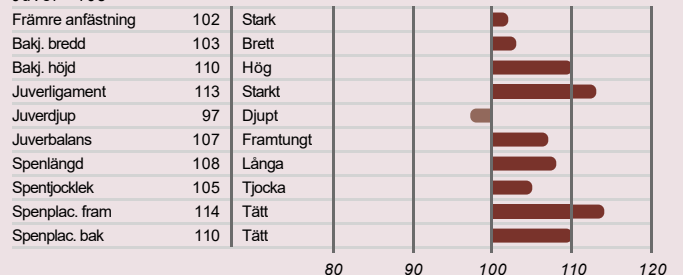 Främre anfästning 102 Stark
Bakj. bredd 103 Brett
Bakj. höjd 110 Hög
Juverligament 113 Starkt
Juverdjup 97 Djupt
Juverbalans 107 Framtungt
Spenlängd 108 Långa
Spentjocklek 105 Tjocka
Spenplac. fram 114 Tätt
Spenplac. bak 110 Tätt
80 90 100 110 120